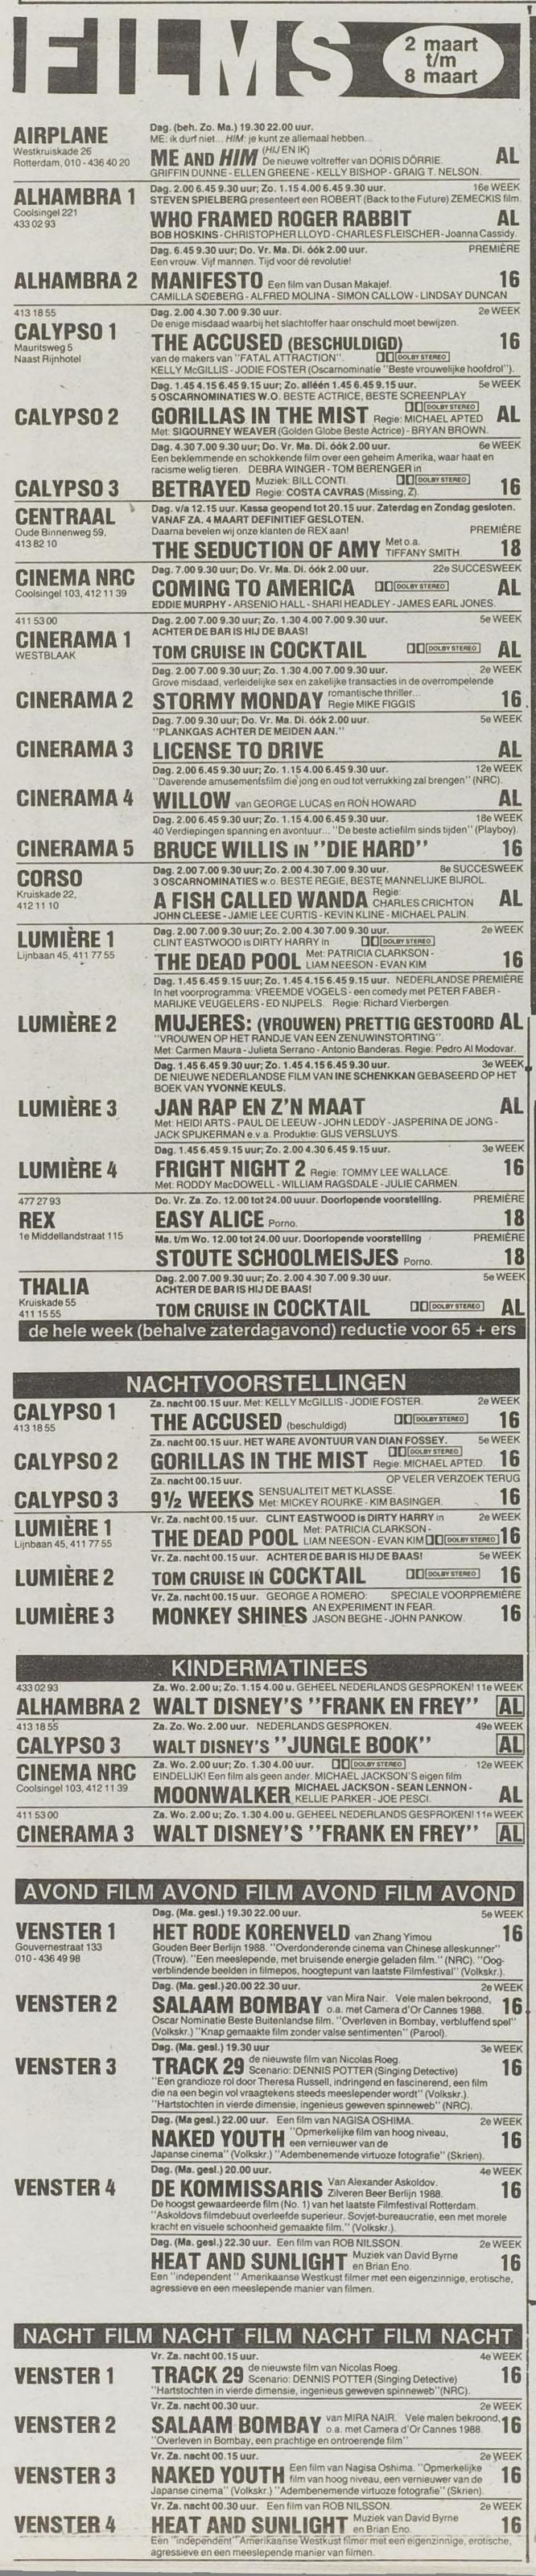 FILMS
2 maart
t/m
8 maart
AIRPLANE
Westkruiskade 26
Rotterdam, 010 - 436 40 20
Dag. (beh. Zo. Ma.) 19.30 22.00 uur.
ME: ik durf niet... HIM: je kunt ze allemaal hebben.
ME AND HIM (HIJ EN IK) De nieuwe voltreffer van DORIS DÖRRIE. AL
GRIFFIN DUNNE - ELLEN GREENE - KELLY BISHOP - GRAIG T. NELSON.
ALHAMBRA 1
Coolsingel 221
433 02 93
Dag. 2.00 6.45 9.30 uur; Zo. 1.15 4.00 6.45 9.30 uur. 16e WEEK
STEVEN SPIELBERG presenteert een ROBERT (Back to the Future) ZEMECKIS film.
WHO FRAMED ROGER RABBIT AL
BOB HOSKINS - CHRISTOPHER LLOYD - CHARLES FLEISCHER - Joanna Cassidy.
Dag. 6.45 9.30 uur; Do. Vr. Ma. Di. óók 2.00 uur. PREMIÈRE
Een vrouw. Vijf mannen. Tijd voor dé revolutie!
ALHAMBRA 2 MANIFESTO Een film van Dusan Makajef. 16
CAMILLA SØEBERG - ALFRED MOLINA - SIMON CALLOW - LINDSAY DUNCAN
413 18 55
CALYPSO 1
Mauritsweg 5
Naast Rijnhotel
Dag. 2.00 4.30 7.00 9.30 uur. 2e WEEK
De enige misdaad waarbij het slachtoffer haar onschuld moet bewijzen.
THE ACCUSED (BESCHULDIGD) 16
van de makers van "FATAL ATTRACTION". DOLBY STEREO
KELLY McGILLIS - JODIE FOSTER (Oscarnominatie "Beste vrouwelijke hoofdrol").
Dag. 1.45 4.15 6.45 9.15 uur; Zo. alléén 1.45 6.45 9.15 uur. 5e WEEK
5 OSCARNOMINATIES W.O. BESTE ACTRICE, BESTE SCREENPLAY
DOLBY STEREO
CALYPSO 2 GORILLAS IN THE MIST Regie: MICHAEL APTED AL
Met: SIGOURNEY WEAVER (Golden Globe Beste Actrice) - BRYAN BROWN.
Dag. 4.30 7.00 9.30 uur; Do. Vr. Ma. Di. óók 2.00 uur. 6e WEEK
Een beklemmende en schokkende film over een geheim Amerika, waar haat en
racisme welig tieren. DEBRA WINGER - TOM BERENGER in
CALYPSO 3 BETRAYED Muziek: BILL CONTI. DOLBY STEREO 16
Regie: COSTA CAVRAS (Missing, Z).
CENTRAAL
Oude Binnenweg 59,
413 82 10
Dag. v/a 12.15 uur. Kassa geopend tot 20.15 uur. Zaterdag en Zondag gesloten.
VANAF ZA. 4 MAART DEFINITIEF GESLOTEN.
Daarna bevelen wij onze klanten de REX aan! PREMIÈRE
THE SEDUCTION OF AMY Met o.a. TIFFANY SMITH. 18
CINEMA NRC
Coolsingel 103, 412 11 39
Dag. 7.00 9.30 uur; Do. Vr. Ma. Di. óók 2.00 uur. 22e SUCCESWEEK
COMING TO AMERICA DOLBY STEREO AL
EDDIE MURPHY - ARSENIO HALL - SHARI HEADLEY - JAMES EARL JONES.
411 53 00
CINERAMA 1
WESTBLAAK
Dag. 2.00 7.00 9.30 uur; Zo. 1.30 4.00 7.00 9.30 uur. 5e WEEK
ACHTER DE BAR IS HIJ DE BAAS!
TOM CRUISE IN COCKTAIL DOLBY STEREO AL
Dag. 2.00 7.00 9.30 uur; Zo. 1.30 4.00 7.00 9.30 uur. 2e WEEK
Grove misdaad, verleidelijke sex en zakelijke transacties in de overrompelende
CINERAMA 2 STORMY MONDAY romantische thriller... 16
Regie MIKE FIGGIS
Dag. 7.00 9.30 uur; Do. Vr. Ma. Di. óók 2.00 uur. 5e WEEK
"PLANKGAS ACHTER DE MEIDEN AAN."
CINERAMA 3 LICENSE TO DRIVE AL
Dag. 2.00 6.45 9.30 uur; Zo. 1.15 4.00 6.45 9.30 uur. 12e WEEK
"Daverende amusementsfilm die jong en oud tot verrukking zal brengen" (NRC).
CINERAMA 4 WILLOW van GEORGE LUCAS en RON HOWARD AL
Dag. 2.00 6.45 9.30 uur; Zo. 1.15 4.00 6.45 9.30 uur. 18e WEEK
40 Verdiepingen spanning en avontuur... "De beste actiefilm sinds tijden" (Playboy).
CINERAMA 5 BRUCE WILLIS IN "DIE HARD" 16
CORSO
Kruiskade 22,
412 11 10
Dag. 2.00 7.00 9.30 uur; Zo. 2.00 4.30 7.00 9.30 uur. 8e SUCCESWEEK
3 OSCARNOMINATIES w.o. BESTE REGIE, BESTE MANNELIJKE BIJROL.
A FISH CALLED WANDA Regie: CHARLES CRICHTON AL
JOHN CLEESE - JAMIE LEE CURTIS - KEVIN KLINE - MICHAEL PALIN.
LUMIÈRE 1
Lijnbaan 45, 411 77 55
Dag. 2.00 7.00 9.30 uur; Zo. 2.00 4.30 7.00 9.30 uur. 2e WEEK
CLINT EASTWOOD is DIRTY HARRY in DOLBY STEREO
THE DEAD POOL Met: PATRICIA CLARKSON - LIAM NEESON - EVAN KIM 16
Dag. 1.45 6.45 9.15 uur; Zo. 1.45 4.15 6.45 9.15 uur. NEDERLANDSE PREMIÈRE
In het voorprogramma: VREEMDE VOGELS - een comedy met PETER FABER -
MARIJKE VEUGELERS - ED NIJPELS. Regie: Richard Vierbergen.
LUMIÈRE 2 MUJERES: (VROUWEN) PRETTIG GESTOORD AL
"VROUWEN OP HET RANDJE VAN EEN ZENUWINSTORTING".
Met: Carmen Maura - Julieta Serrano - Antonio Banderas. Regie: Pedro Al Modovar.
Dag. 1.45 6.45 9.15 uur; Zo. 1.45 4.15 6.45 9.15 uur. 3e WEEK
DE NIEUWE NEDERLANDSE FILM VAN INE SCHENKKAN GEBASEERD OP HET
BOEK VAN YVONNE KEULS.
LUMIÈRE 3 JAN RAP EN Z'N MAAT AL
Met: HEIDI ARTS - PAUL DE LEEUW - JOHN LEDDY - JASPERINA DE JONG -
JACK SPIJKERMAN e.v.a. Produktie: GIJS VERSLUYS.
Dag. 1.45 6.45 9.15 uur; Zo. 2.00 4.30 6.45 9.15 uur. 3e WEEK
LUMIÈRE 4 FRIGHT NIGHT 2 Regie: TOMMY LEE WALLACE. 16
Met: RODDY MacDOWELL - WILLIAM RAGSDALE - JULIE CARMEN.
477 27 93
REX
1e Middellandstraat 115
Do. Vr. Za. Zo. 12.00 tot 24.00 uuur. Doorlopende voorstelling. PREMIÈRE
EASY ALICE Porno. 18
Ma. t/m Wo. 12.00 tot 24.00 uur. Doorlopende voorstelling PREMIÈRE
STOUTE SCHOOLMEISJES Porno. 18
THALIA
Kruiskade 55
411 15 55
Dag. 2.00 7.00 9.30 uur; Zo. 2.00 4.30 7.00 9.30 uur. 5e WEEK
ACHTER DE BAR IS HIJ DE BAAS!
TOM CRUISE IN COCKTAIL DOLBY STEREO AL
de hele week (behalve zaterdagavond) reductie voor 65 + ers
NACHTVOORSTELLINGEN
CALYPSO 1
413 18 55
Za. nacht 00.15 uur. Met: KELLY McGILLIS - JODIE FOSTER. 2e WEEK
THE ACCUSED (beschuldigd) DOLBY STEREO 16
Za. nacht 00.15 uur. HET WARE AVONTUUR VAN DIAN FOSSEY. 5e WEEK
DOLBY STEREO
CALYPSO 2 GORILLAS IN THE MIST Regie: MICHAEL APTED. 16
Za. nacht 00.15 uur. OP VELER VERZOEK TERUG
CALYPSO 3 9½ WEEKS SENSUALITEIT MET KLASSE. 16
Met: MICKEY ROURKE - KIM BASINGER.
LUMIÈRE 1
Lijnbaan 45, 411 77 55
Vr. Za. nacht 00.15 uur. CLINT EASTWOOD is DIRTY HARRY in 2e WEEK
THE DEAD POOL Met: PATRICIA CLARKSON - LIAM NEESON - EVAN KIM DOLBY STEREO 16
Vr. Za. nacht 00.15 uur. ACHTER DE BAR IS HIJ DE BAAS! 5e WEEK
LUMIÈRE 2 TOM CRUISE IN COCKTAIL DOLBY STEREO 16
Vr. Za. nacht 00.15 uur. GEORGE A ROMERO: SPECIALE VOORPREMIÈRE
LUMIÈRE 3 MONKEY SHINES AN EXPERIMENT IN FEAR. 16
JASON BEGHE - JOHN PANKOW.
KINDERMATINEES
433 02 93 Za. Wo. 2.00 u; Zo. 1.15 4.00 u. GEHEEL NEDERLANDS GESPROKEN! 11e WEEK
ALHAMBRA 2 WALT DISNEY'S "FRANK EN FREY" AL
413 18 55 Za. Zo. Wo. 2.00 uur. NEDERLANDS GESPROKEN. 49e WEEK
CALYPSO 3 WALT DISNEY'S "JUNGLE BOOK" AL
CINEMA NRC
Coolsingel 103, 412 11 39
Za. Wo. 2.00 uur; Zo. 1.30 4.00 uur. DOLBY STEREO 12e WEEK
EINDELIJK! Een film als geen ander. MICHAEL JACKSON'S eigen film
MOONWALKER MICHAEL JACKSON - SEAN LENNON - KELLIE PARKER - JOE PESCI. AL
411 53 00 Za. Wo. 2.00 u; Zo. 1.30 4.00 u. GEHEEL NEDERLANDS GESPROKEN! 11e WEEK
CINERAMA 3 WALT DISNEY'S "FRANK EN FREY" AL
AVOND FILM AVOND FILM AVOND FILM AVOND
VENSTER 1
Gouvernestraat 133
010 - 436 49 98
Dag. (Ma. gesl.) 19.30 22.00 uur. 5e WEEK
HET RODE KORENVELD van Zhang Yimou 16
Gouden Beer Berlijn 1988. "Overdonderende cinema van Chinese alleskunner"
(Trouw). "Een meeslepende, met bruisende energie geladen film." (NRC). "Oog-
verblindende beelden in filmepos, hoogtepunt van laatste Filmfestival" (Volkskr.).
Dag. (Ma. gesl.) 20.00 22.30 uur. 2e WEEK
VENSTER 2 SALAAM BOMBAY van Mira Nair. Vele malen bekroond, 16
o.a. met Camera d'Or Cannes 1988.
Oscar Nominatie Beste Buitenlandse film. "Overleven in Bombay, verbluffend spel"
(Volkskr.) "Knap gemaakte film zonder valse sentimenten" (Parool).
Dag. (Ma. gesl.) 19.30 uur 3e WEEK
VENSTER 3 TRACK 29 de nieuwste film van Nicolas Roeg. 16
Scenario: DENNIS POTTER (Singing Detective)
"Een grandioze rol door Theresa Russell, indringend en fascinerend, een film
die na een begin vol vraagtekens steeds meeslepender wordt" (Volkskr.).
"Hartstochten in vierde dimensie, ingenieus geweven spinneweb" (NRC).
Dag. (Ma gesl.) 22.00 uur. Een film van NAGISA OSHIMA. 2e WEEK
NAKED YOUTH "Opmerkelijke film van hoog niveau, 16
een vernieuwer van de
Japanse cinema" (Volkskr.) "Adembenemende virtuoze fotografie" (Skrien).
Dag. (Ma. gesl.) 20.00 uur. 4e WEEK
VENSTER 4 DE KOMMISSARIS Van Alexander Askoldov. 16
Zilveren Beer Berlijn 1988.
De hoogst gewaardeerde film (No. 1) van het laatste Filmfestival Rotterdam.
"Askoldovs filmdebuut overleefde superieur. Sovjet-bureaucratie, een met morele
kracht en visuele schoonheid gemaakte film." (Volkskr.).
Dag. (Ma. gesl.) 22.30 uur. Een film van ROB NILSSON. 2e WEEK
HEAT AND SUNLIGHT Muziek van David Byrne 16
en Brian Eno.
Een "independent" Amerikaanse Westkust filmer met een eigenzinnige, erotische,
agressieve en een meeslepende manier van filmen.
NACHT FILM NACHT FILM NACHT FILM NACHT
Vr. Za. nacht 00.15 uur. 4e WEEK
VENSTER 1 TRACK 29 de nieuwste film van Nicolas Roeg. 16
Scenario: DENNIS POTTER (Singing Detective)
"Hartstochten in vierde dimensie, ingenieus geweven spinneweb"(NRC).
Vr. Za. nacht 00.30 uur. 2e WEEK
VENSTER 2 SALAAM BOMBAY van MIRA NAIR. Vele malen bekroond, 16
o.a. met Camera d'Or Cannes 1988.
"Overleven in Bombay, een prachtige en ontroerende film"
Vr. Za. nacht 00.15 uur. 2e WEEK
VENSTER 3 NAKED YOUTH Een film van Nagisa Oshima. "Opmerkelijke 16
film van hoog niveau, een vernieuwer van de
Japanse cinema" (Volkskr.) "Adembenemende virtuoze fotografie" (Skrien).
Vr. Za. nacht 00.30 uur. Een film van ROB NILSSON. 2e WEEK
VENSTER 4 HEAT AND SUNLIGHT Muziek van David Byrne 16
en Brian Eno.
Een "independent" Amerikaanse Westkust filmer met een eigenzinnige, erotische,
agressieve en een meeslepende manier van filmen.